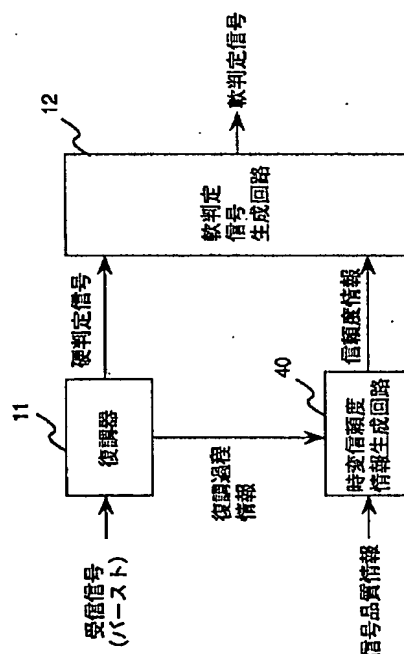 受信信号
(バースト)
11
復調器
硬判定信号
復調過程
情報
信号品質情報
40
時変信頼度
情報生成回路
信頼度情報
12
軟判定
信号
生成回路
軟判定信号